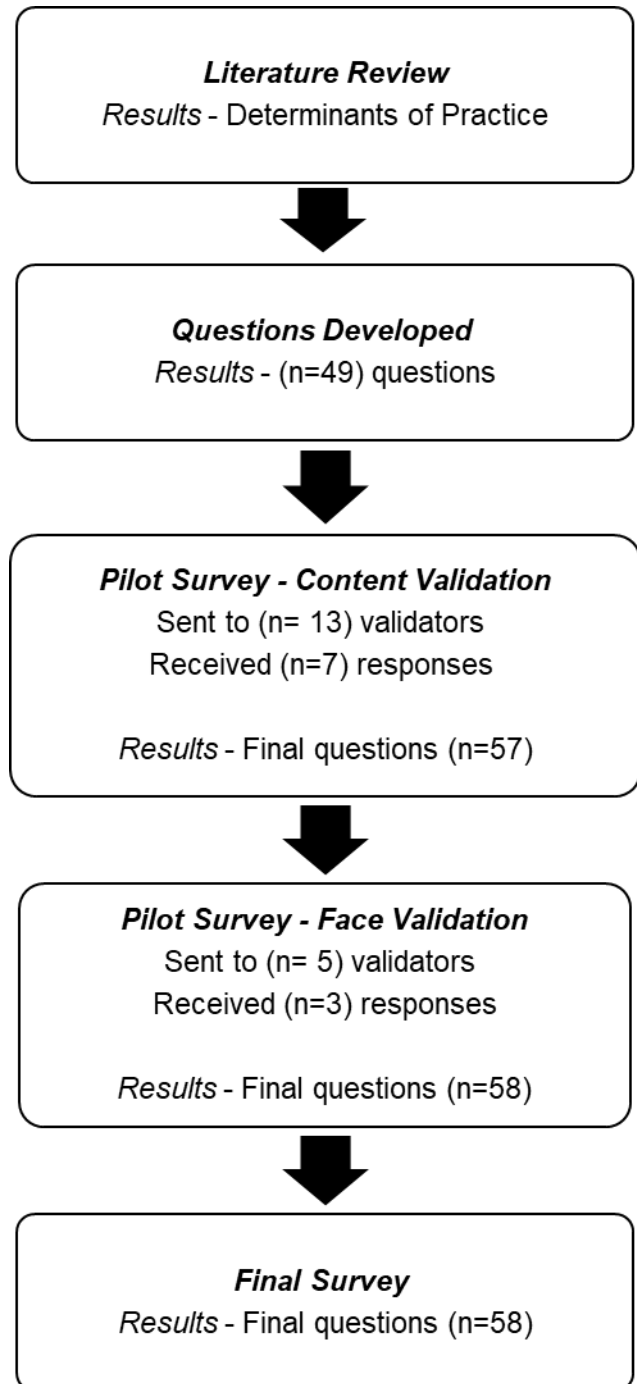 Literature Review
Results - Determinants of Practice
Questions Developed
Results - (n=49) questions
Pilot Survey - Content Validation
Sent to (n= 13) validators
Received (n=7) responses
Results - Final questions (n=57)
Pilot Survey - Face Validation
Sent to (n= 5) validators
Received (n=3) responses
Results - Final questions (n=58)
Final Survey
Results - Final questions (n=58)